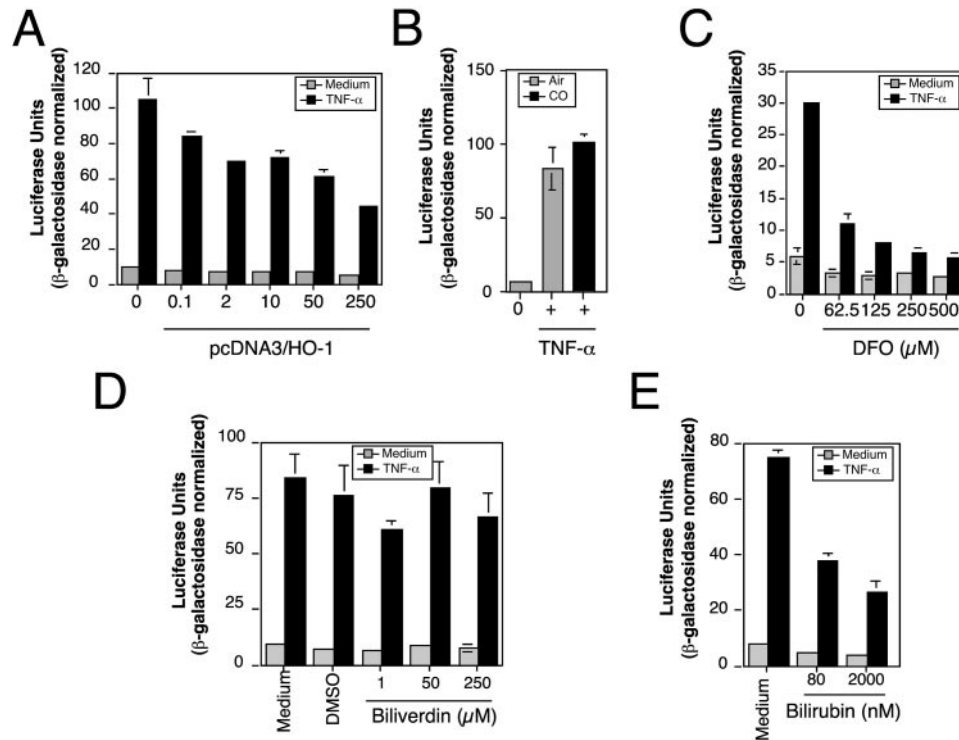 A
Luciferase Units
(β-galactosidase normalized)
120
100
80
60
40
20
0
Medium
TNF-α
0 0.1 2 10 50 250
pcDNA3/HO-1
B
Luciferase Units
(β-galactosidase normalized)
150
100
50
0
Air
CO
0 + +
TNF-α
C
Luciferase Units
(β-galactosidase normalized)
35
30
25
20
15
10
5
0
Medium
TNF-α
0 62.5 125 250 500
DFO (µM)
D
Luciferase Units
(β-galactosidase normalized)
100
75
50
25
0
Medium
TNF-α
Medium DMSO 1 50 250
Biliverdin (µM)
E
Luciferase Units
(β-galactosidase normalized)
80
60
40
20
0
Medium
TNF-α
Medium 80 2000
Bilirubin (nM)